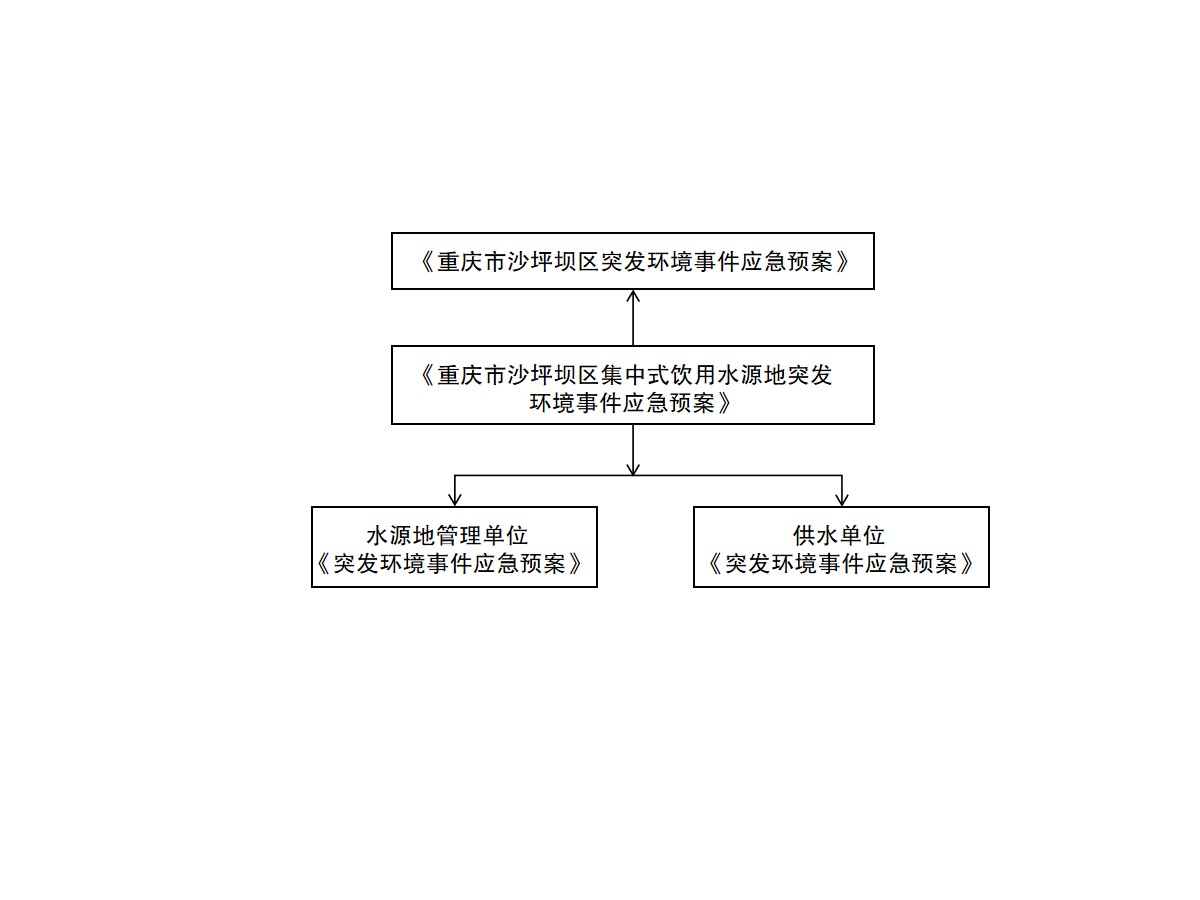 《重庆市沙坪坝区突发环境事件应急预案》
《重庆市沙坪坝区集中式饮用水源地突发
环境事件应急预案》
水源地管理单位
《突发环境事件应急预案》
供水单位
《突发环境事件应急预案》